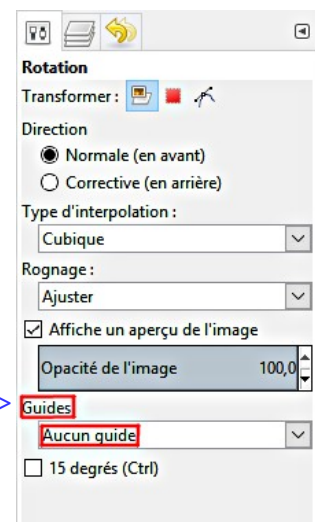 Rotation
Transformer :
Direction
Normale (en avant)
Corrective (en arrière)
Type d'interpolation :
Cubique
Rognage :
Ajuster
Affiche un aperçu de l'image
Opacité de l'image 100,0
> Guides
Aucun guide
15 degrés (Ctrl)